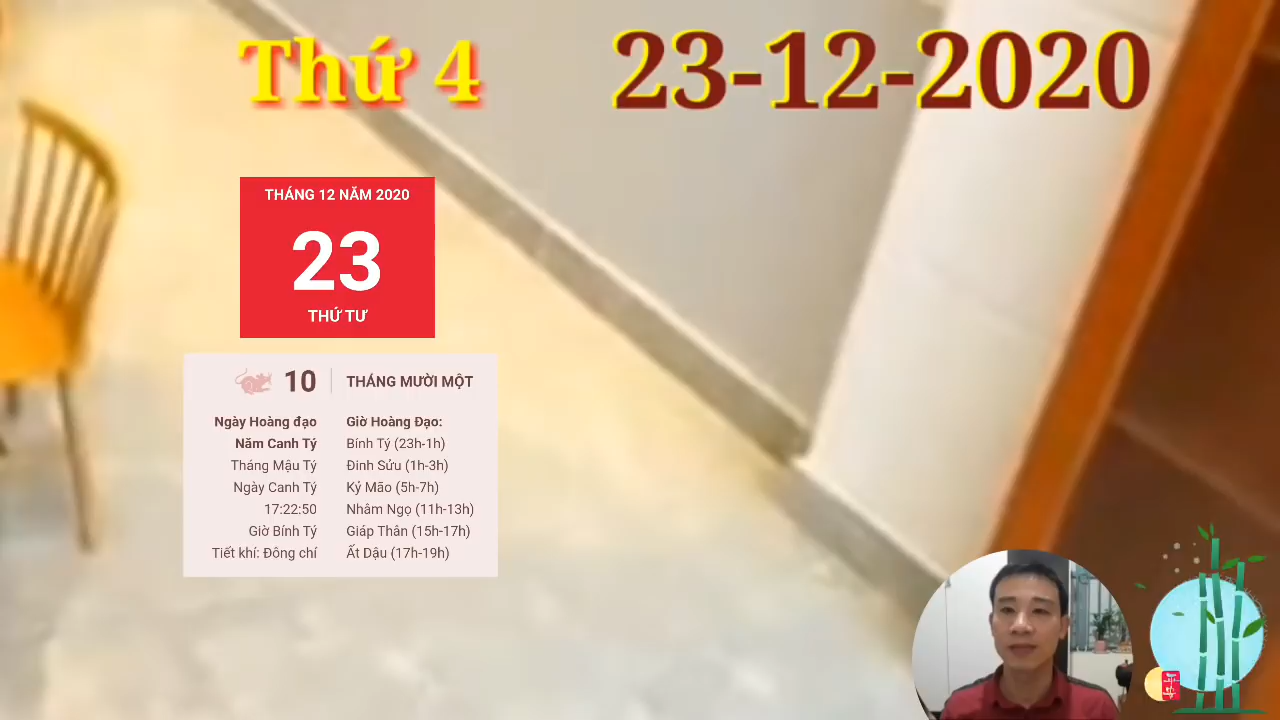 Thứ 4 23-12-2020
THÁNG 12 NĂM 2020
23
THỨ TƯ
10 THÁNG MƯỜI MỘT
Ngày Hoàng đạo
Năm Canh Tý
Tháng Mậu Tý
Ngày Canh Tý
17:22:50
Giờ Bính Tý
Tiết khí: Đông chí
Giờ Hoàng Đạo:
Bính Tý (23h-1h)
Đinh Sửu (1h-3h)
Kỷ Mão (5h-7h)
Nhâm Ngọ (11h-13h)
Giáp Thân (15h-17h)
Ất Dậu (17h-19h)